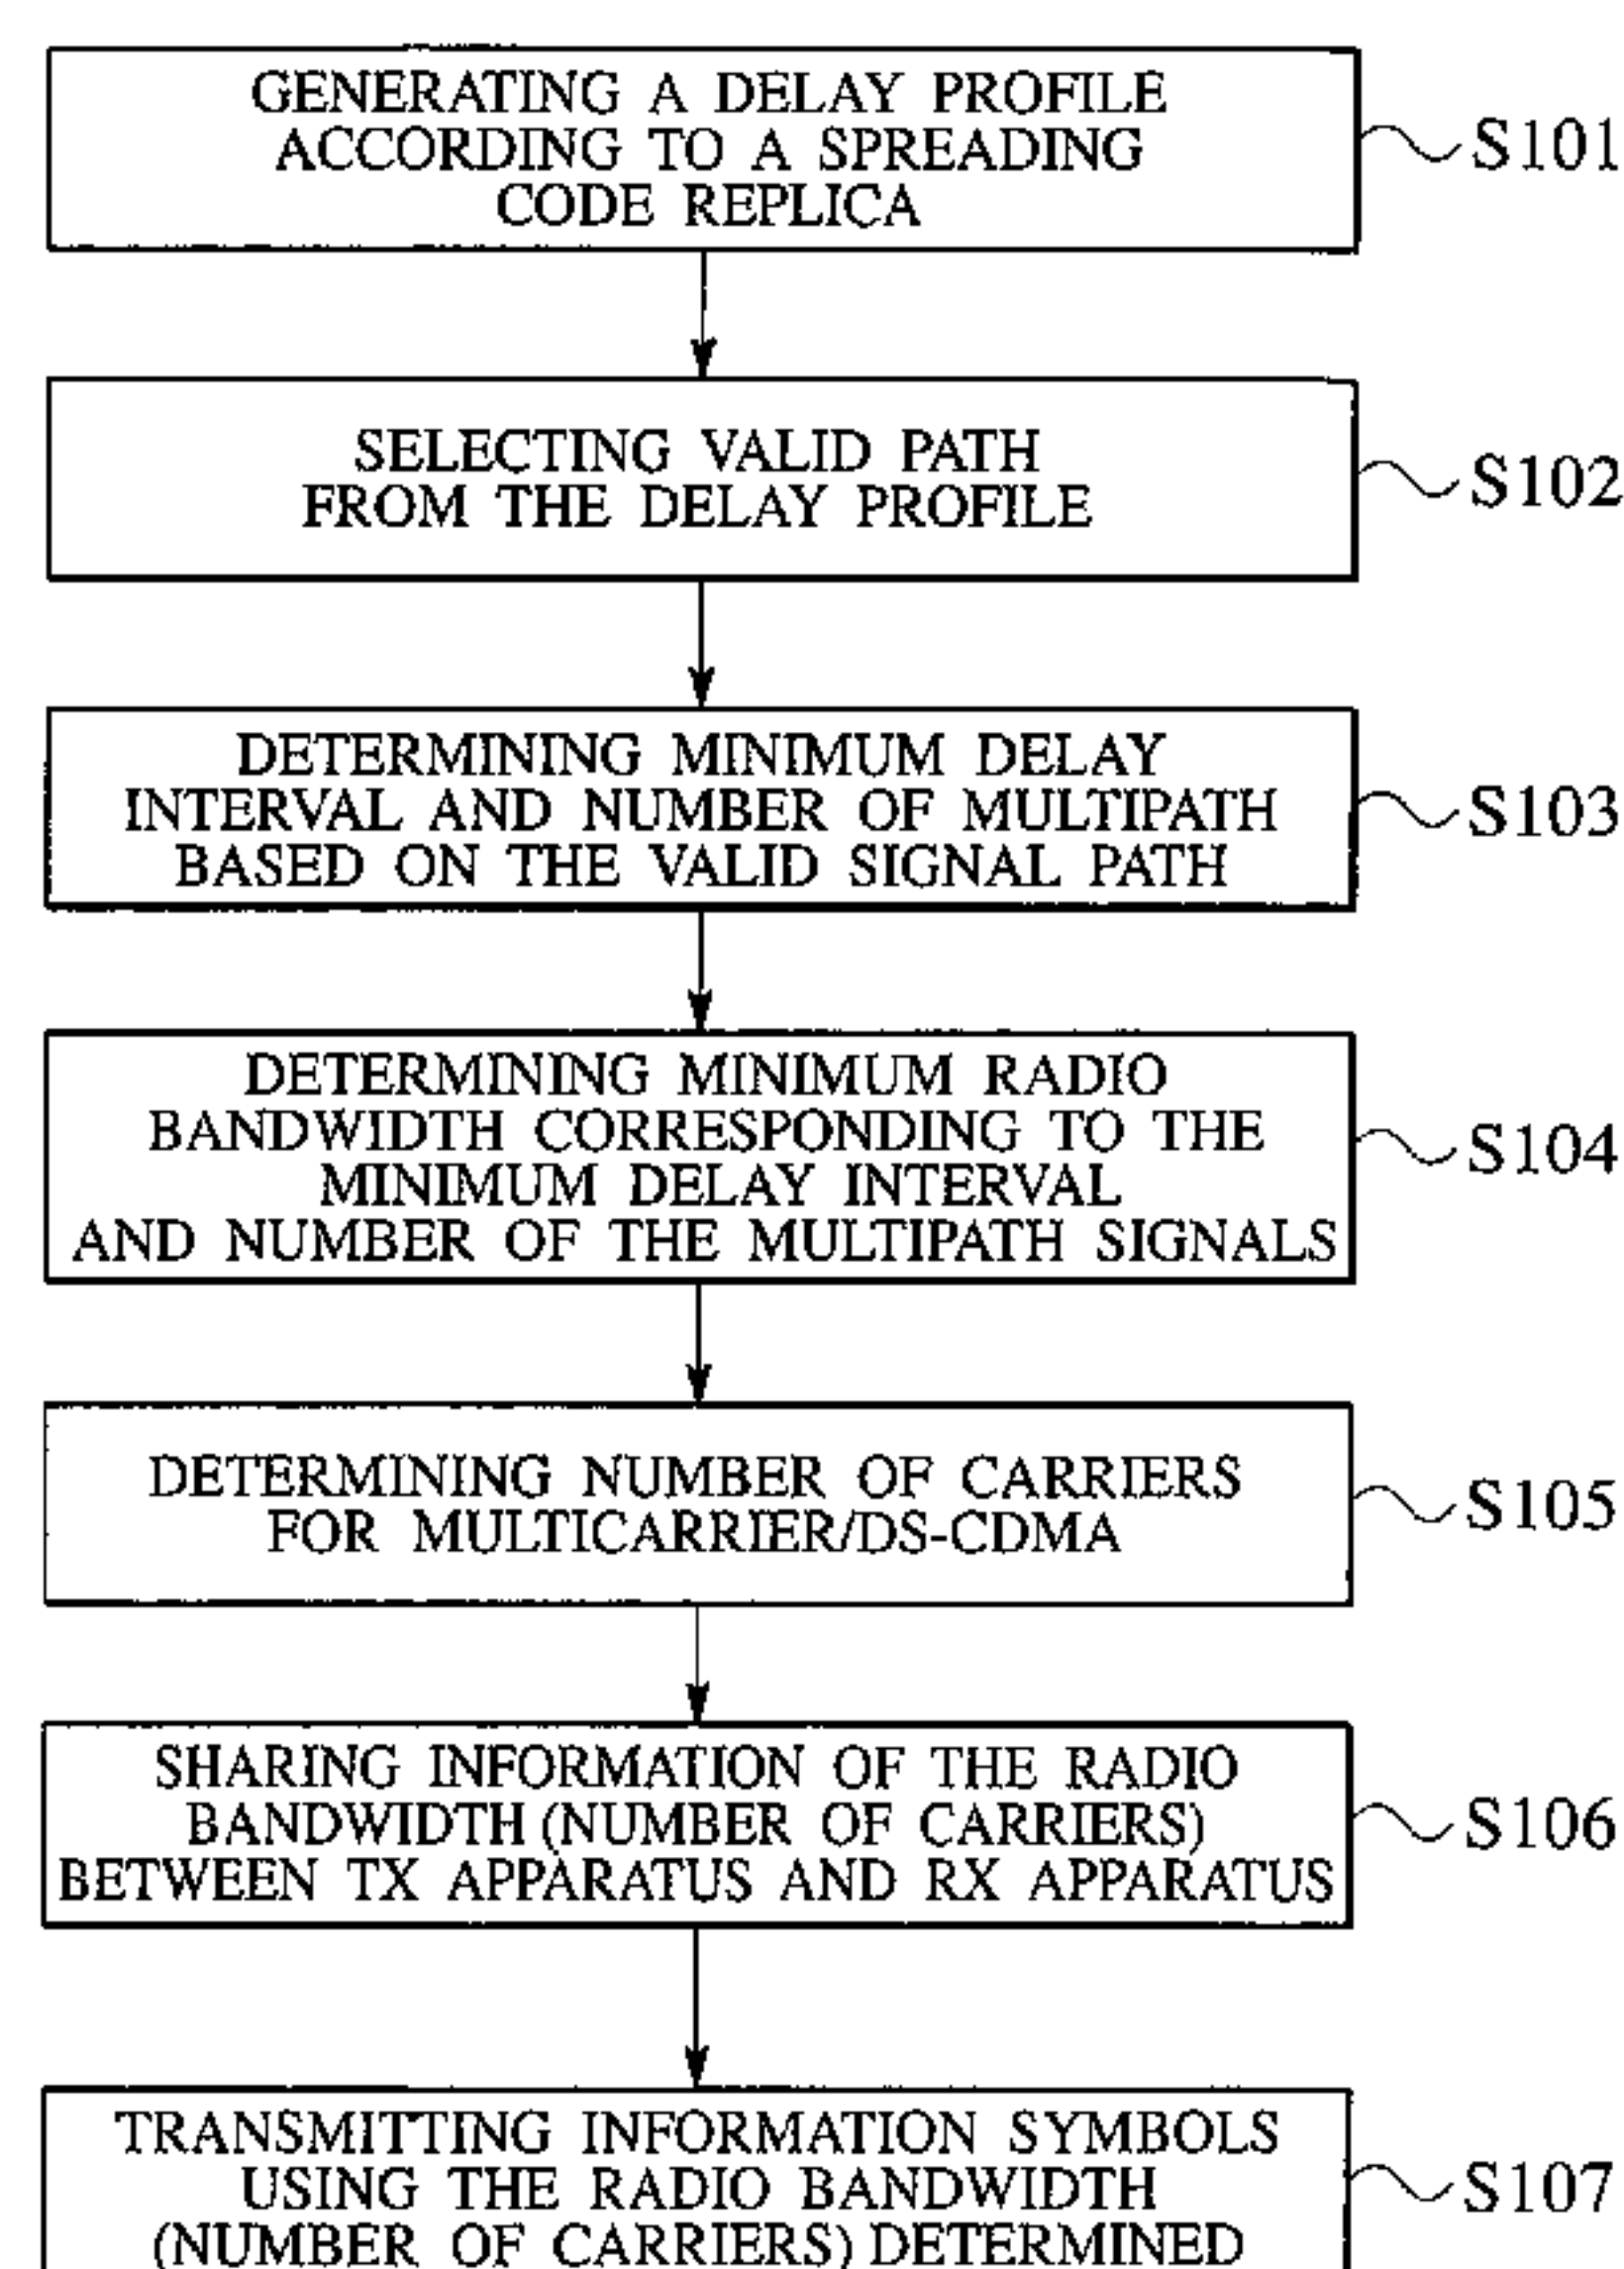 GENERATING A DELAY PROFILE
ACCORDING TO A SPREADING
CODE REPLICA
S101
SELECTING VALID PATH
FROM THE DELAY PROFILE
S102
DETERMINING MINIMUM DELAY
INTERVAL AND NUMBER OF MULTIPATH
BASED ON THE VALID SIGNAL PATH
S103
DETERMINING MINIMUM RADIO
BANDWIDTH CORRESPONDING TO THE
MINIMUM DELAY INTERVAL
AND NUMBER OF THE MULTIPATH SIGNALS
S104
DETERMINING NUMBER OF CARRIERS
FOR MULTICARRIER/DS-CDMA
S105
SHARING INFORMATION OF THE RADIO
BANDWIDTH (NUMBER OF CARRIERS)
BETWEEN TX APPARATUS AND RX APPARATUS
S106
TRANSMITTING INFORMATION SYMBOLS
USING THE RADIO BANDWIDTH
(NUMBER OF CARRIERS) DETERMINED
S107